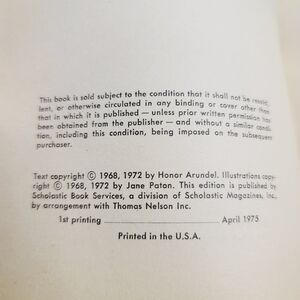 This book is sold subject to the condition that it shall not be resold,
lent, or otherwise circulated in any binding or cover other than
that in which it is published — unless prior written permission has
been obtained from the publisher — and without a similar condi-
tion, including this condition, being imposed on the subsequent
purchaser.
Text copyright © 1968, 1972 by Honor Arundel. Illustrations copy-
right © 1968, 1972 by Jane Paton. This edition is published by
Scholastic Book Services, a division of Scholastic Magazines, Inc.,
by arrangement with Thomas Nelson Inc.
1st printing April 1975
Printed in the U.S.A.